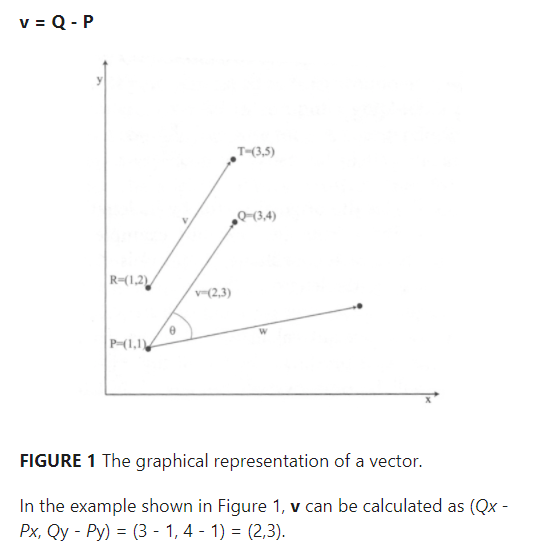 v = Q - P
y
T=(3,5)
v
Q=(3,4)
R=(1,2)
v=(2,3)
θ
w
P=(1,1)
x
FIGURE 1 The graphical representation of a vector.
In the example shown in Figure 1, v can be calculated as (Qx -
Px, Qy - Py) = (3 - 1, 4 - 1) = (2,3).